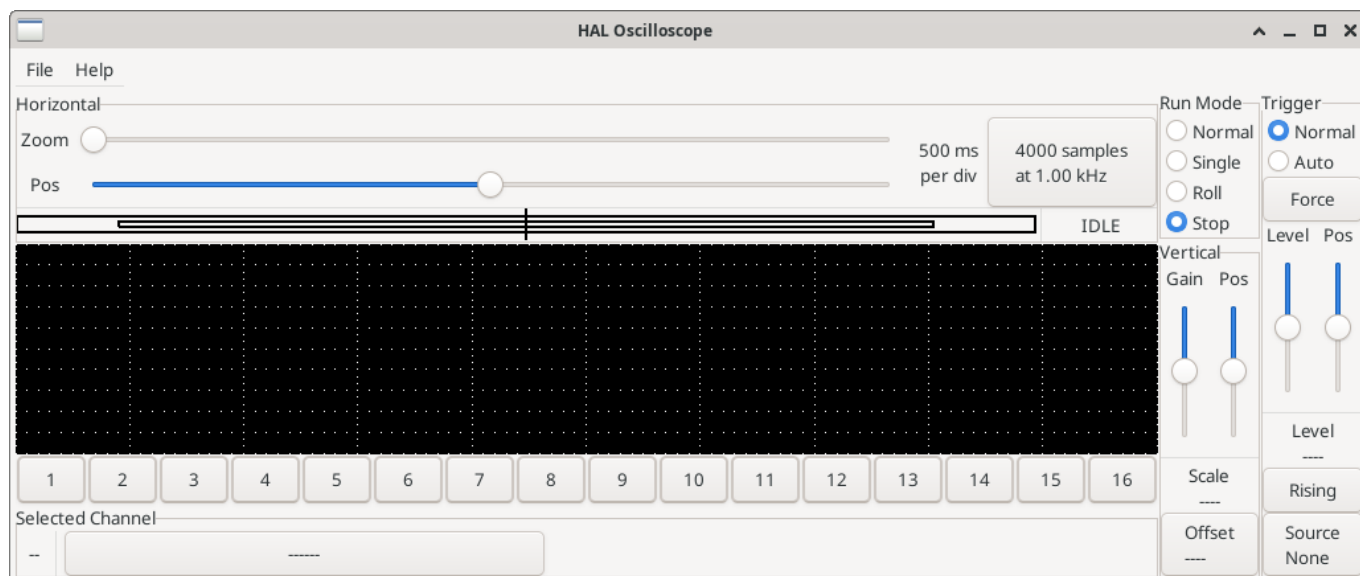 HAL Oscilloscope
File Help
Horizontal
Zoom
Pos
500 ms
per div
4000 samples
at 1.00 kHz
IDLE
Run Mode
Normal
Single
Roll
Stop
Trigger
Normal
Auto
Force
Level Pos
Vertical
Gain Pos
1 2 3 4 5 6 7 8 9 10 11 12 13 14 15 16
Scale
----
Offset
----
Level
----
Rising
Source
None
Selected Channel
-- ------